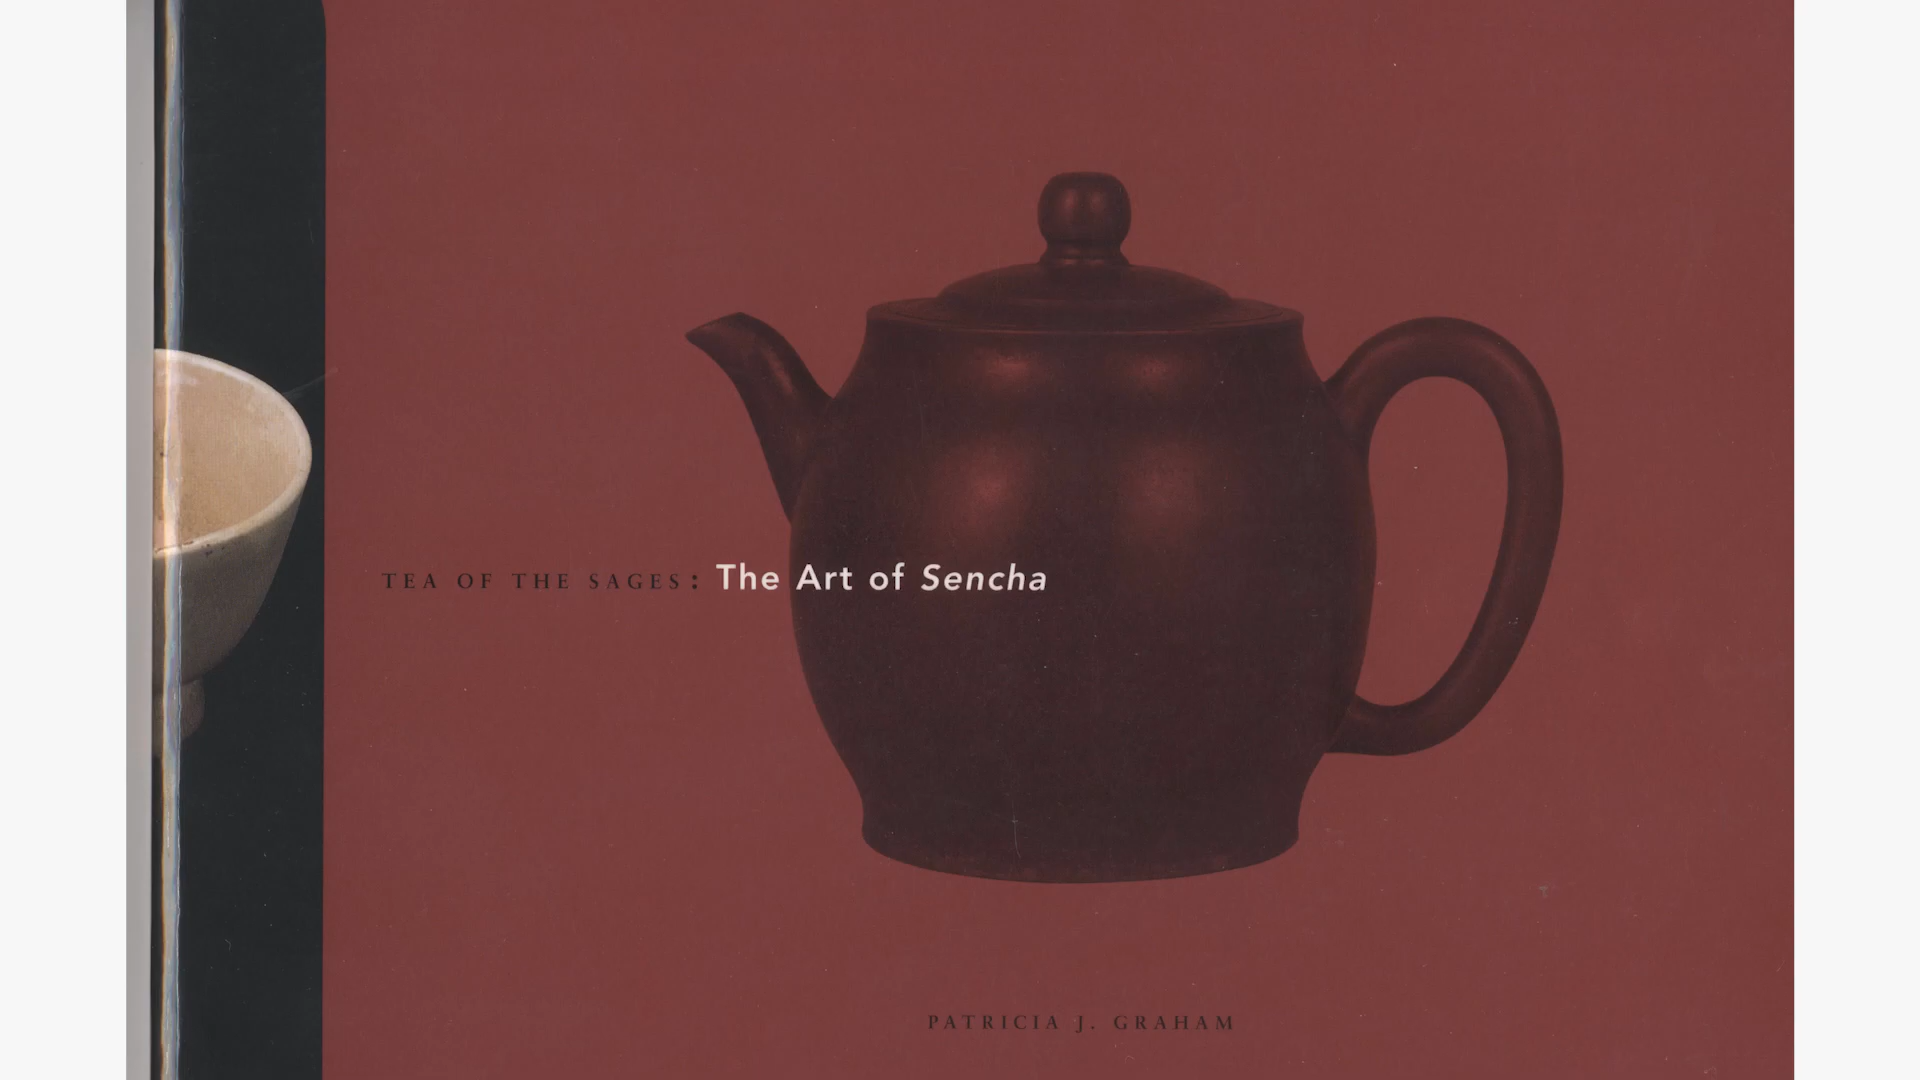 TEA OF THE SAGES: The Art of Sencha
PATRICIA J. GRAHAM